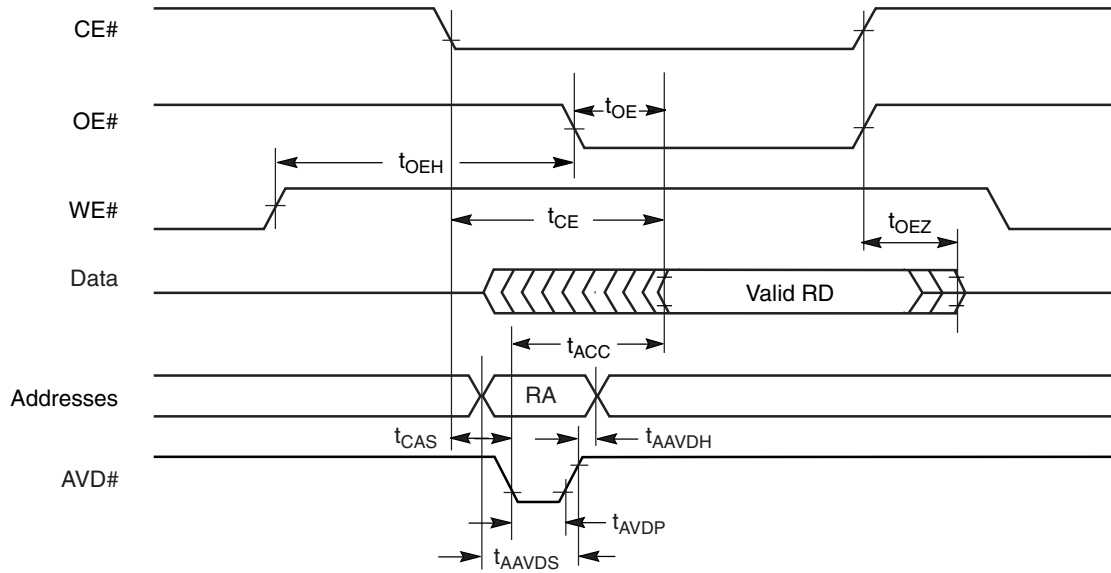 CE#
OE#
tOE
tOEH
WE#
tCE
tOEZ
Data
Valid RD
tACC
Addresses
RA
tCAS
tAAVDH
AVD#
tAVDP
tAAVDS